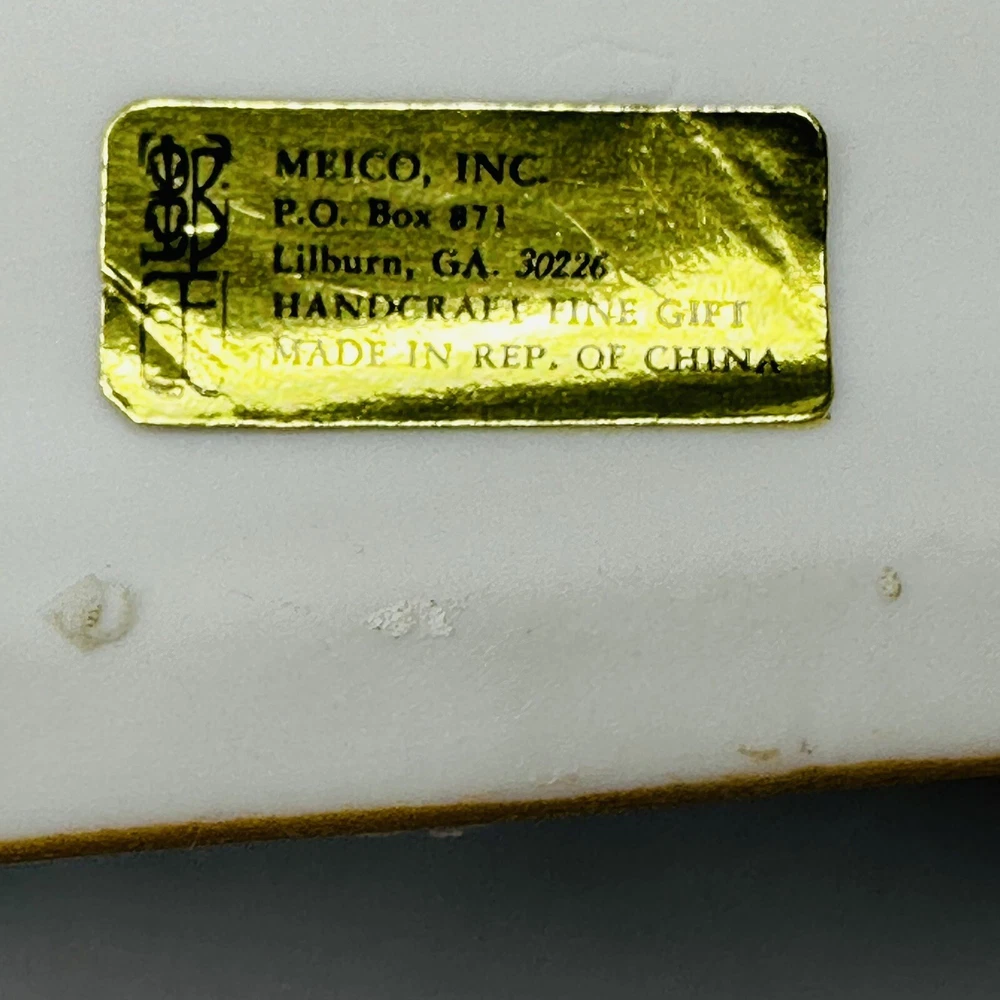 MEICO, INC.
P.O. Box 871
Lilburn, GA. 30226
HANDCRAFT FINE GIFT
MADE IN REP. OF CHINA